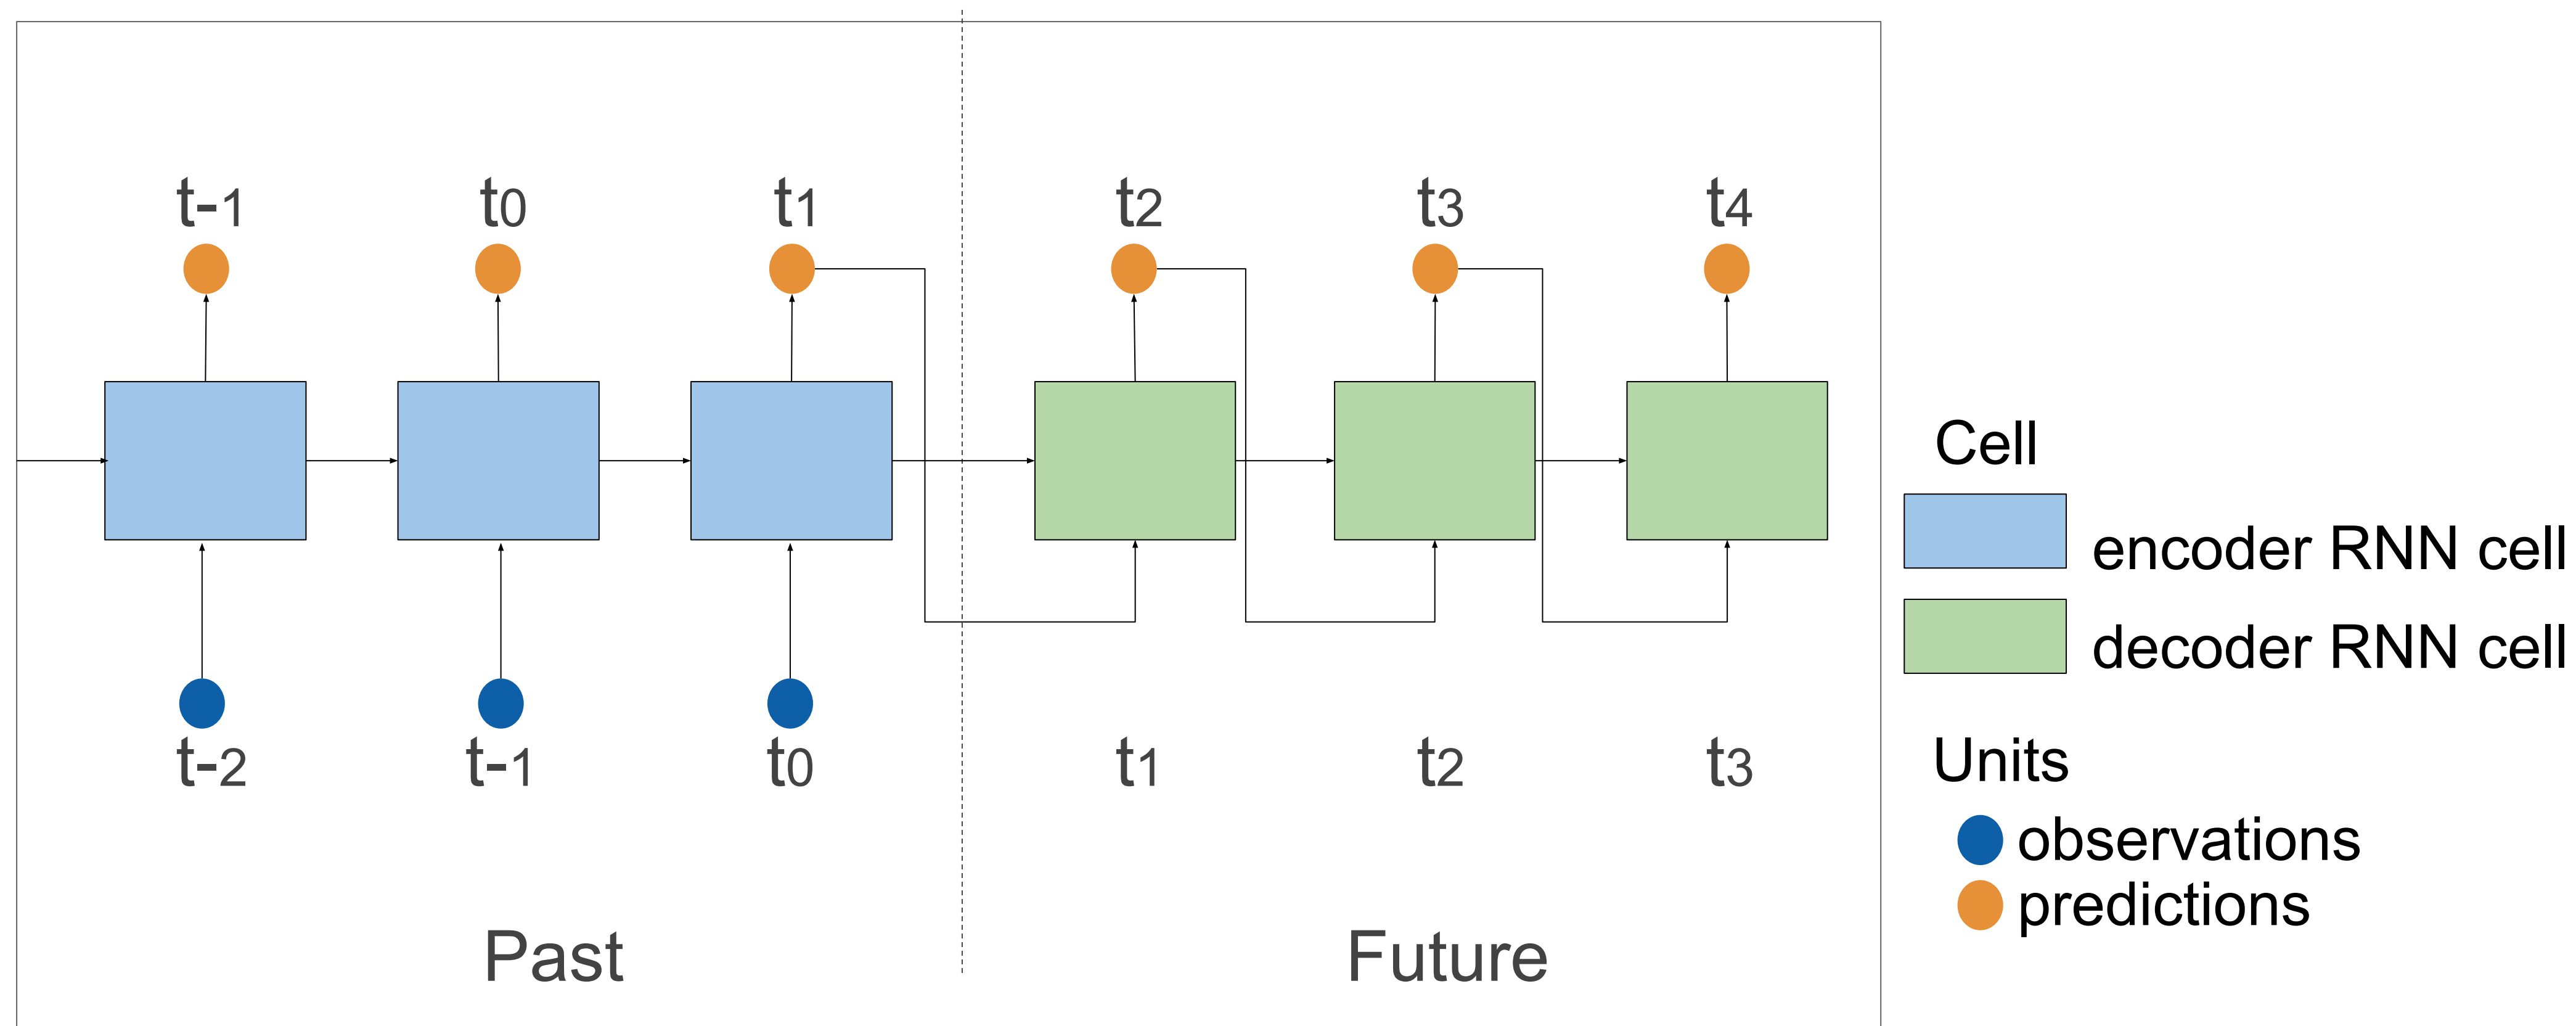 t-1 t0 t1 t2 t3 t4
t-2 t-1 t0 t1 t2 t3
Past Future
Cell
encoder RNN cell
decoder RNN cell
Units
observations
predictions